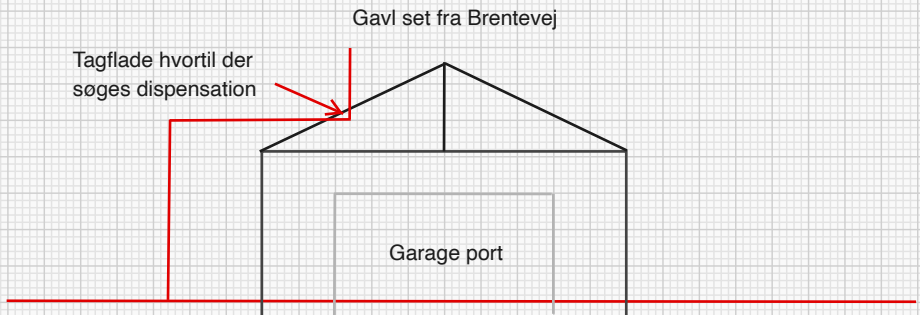 Gavl set fra Brentevej
Tagflade hvortil der
søges dispensation
Garage port